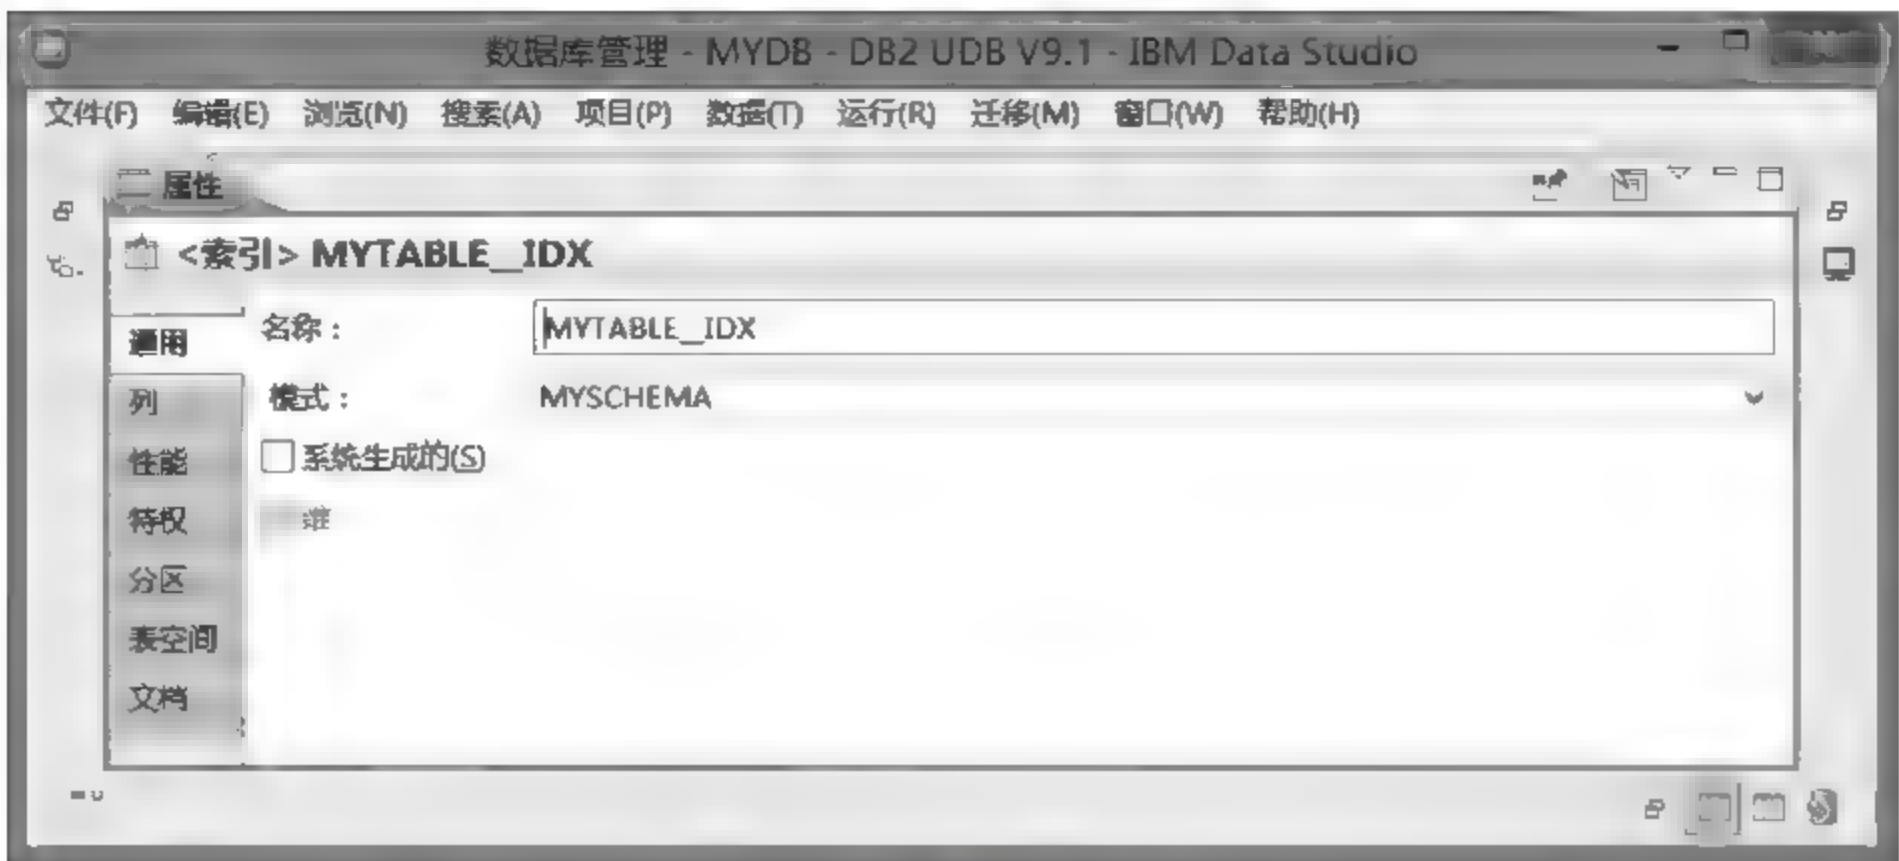 数据库管理 - MYDB - DB2 UDB V9.1 - IBM Data Studio
文件(F) 编辑(E) 浏览(N) 搜索(A) 项目(P) 数据(T) 运行(R) 迁移(M) 窗口(W) 帮助(H)
属性
<索引> MYTABLE_IDX
通用
名称：
MYTABLE_IDX
列
模式：
MYSCHEMA
性能
系统生成的(S)
特权
维
分区
表空间
文档